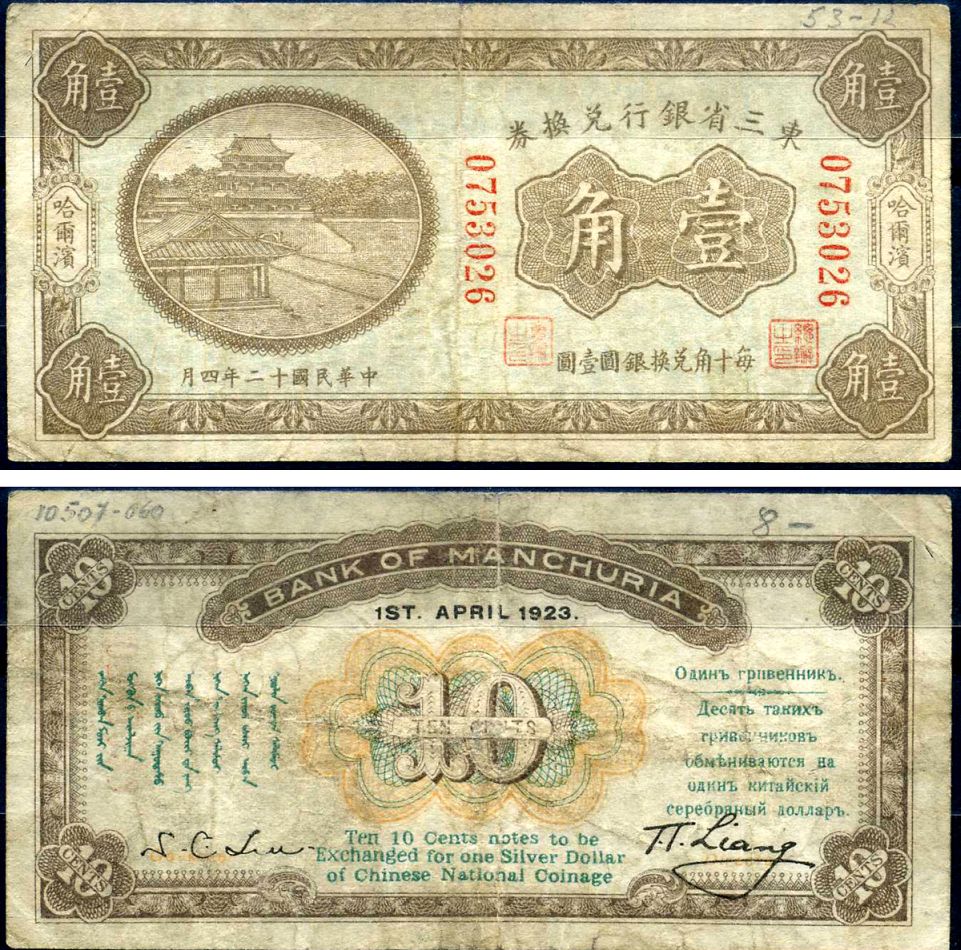 53-12
壹角
壹角
東三省銀行兌換券
0753026
0753026
哈爾濱
哈爾濱
壹角
每十角兌換銀圓壹圓
中華民國十二年四月
壹角
壹角
10507-060
8-
10 CENTS
10 CENTS
BANK OF MANCHURIA
1ST. APRIL 1923.
10
TEN CENTS
Одинъ гривенникъ.
Десять такихъ
гривенниковъ
обмѣниваются на
одинъ китайскій
серебряный долларъ.
S. C. Liu
Ten 10 Cents notes to be
Exchanged for one Silver Dollar
of Chinese National Coinage
T. T. Liang
10 CENTS
10 CENTS